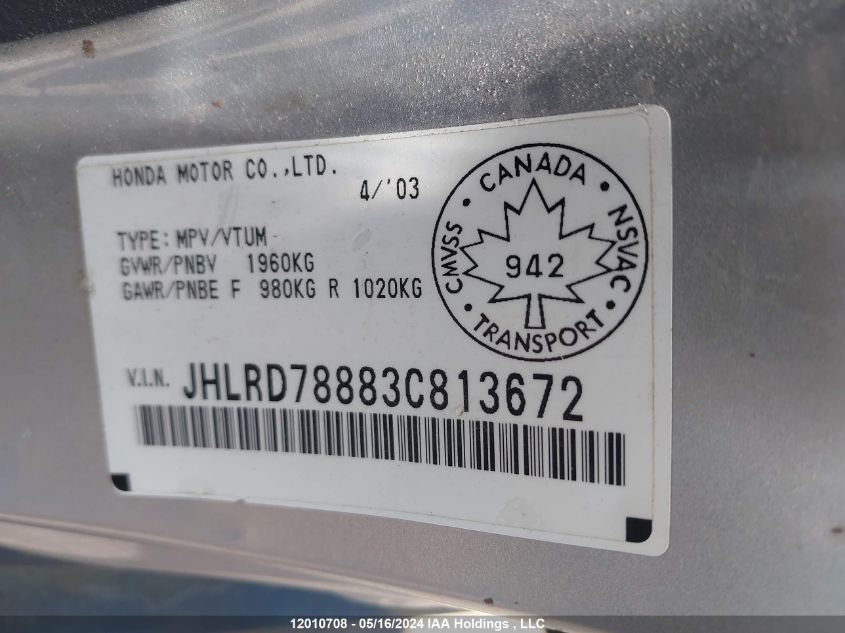 HONDA MOTOR CO.,LTD.
4/'03
TYPE: MPV/VTUM
GVWR/PNBV 1960KG
GAWR/PNBE F 980KG R 1020KG
CMVSS • CANADA • NSVAC • TRANSPORT •
942
V.I.N. JHLRD78883C813672
12010708 - 05/16/2024 IAA Holdings , LLC